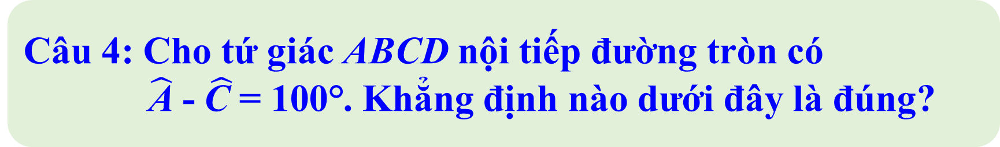 Câu 4: Cho tứ giác ABCD nội tiếp đường tròn có
Â - Ĉ = 100°. Khẳng định nào dưới đây là đúng?